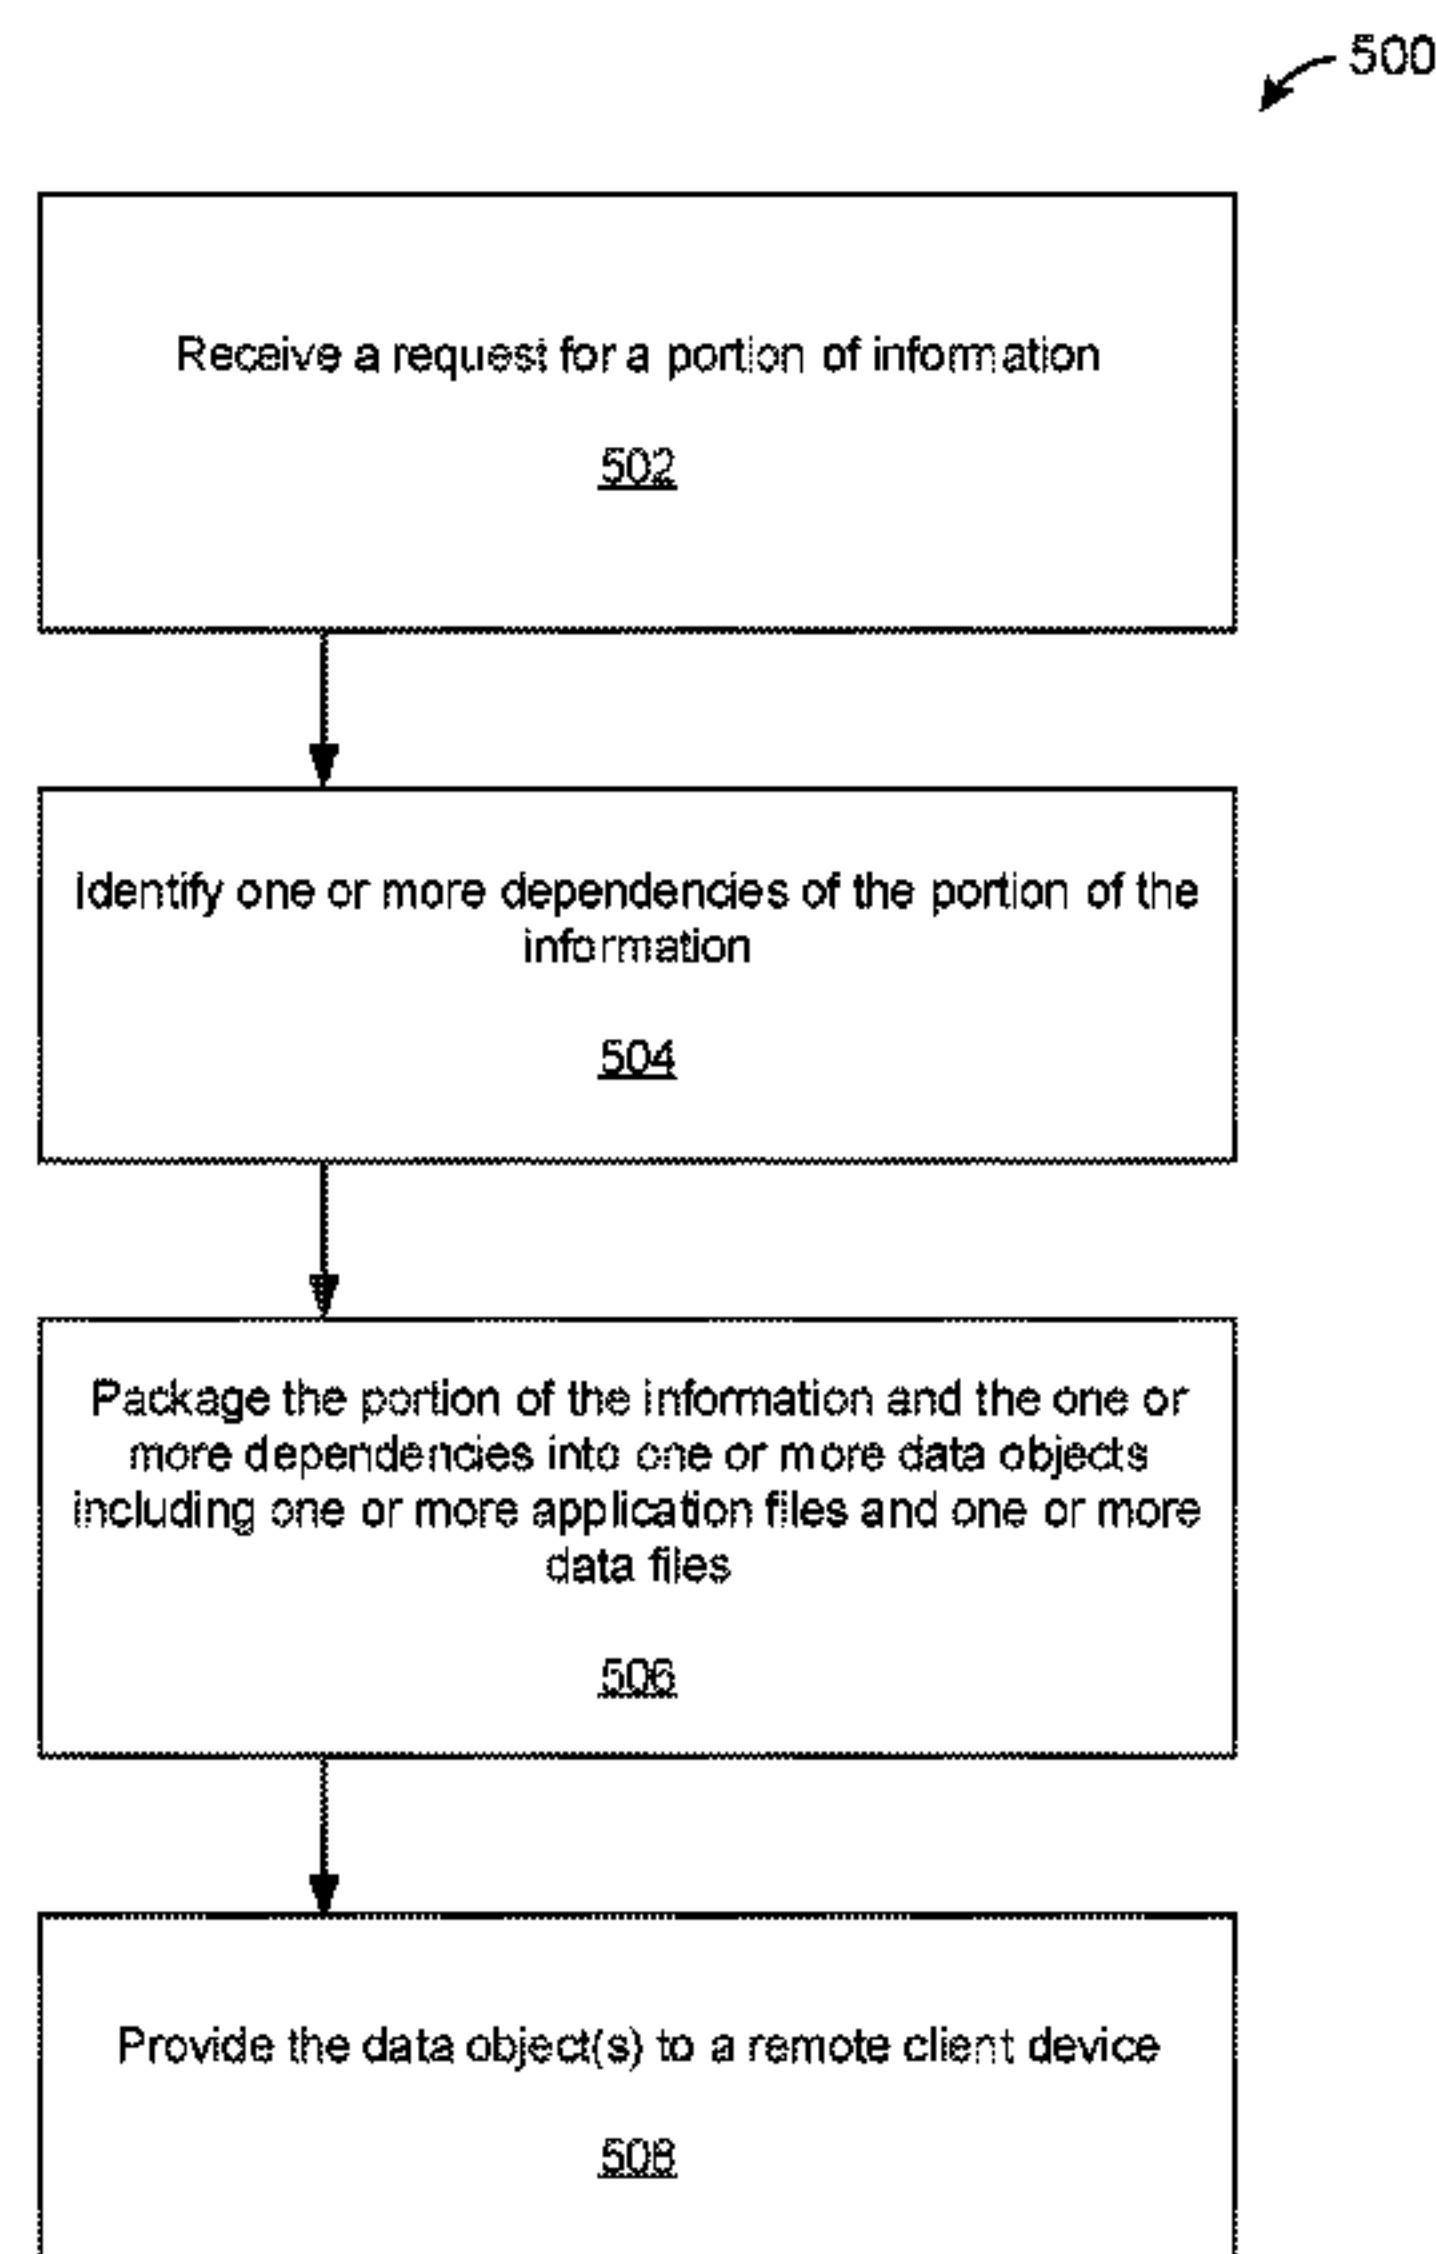 500
Receive a request for a portion of information
502
Identify one or more dependencies of the portion of the
information
504
Package the portion of the information and the one or
more dependencies into one or more data objects
including one or more application files and one or more
data files
506
Provide the data object(s) to a remote client device
508